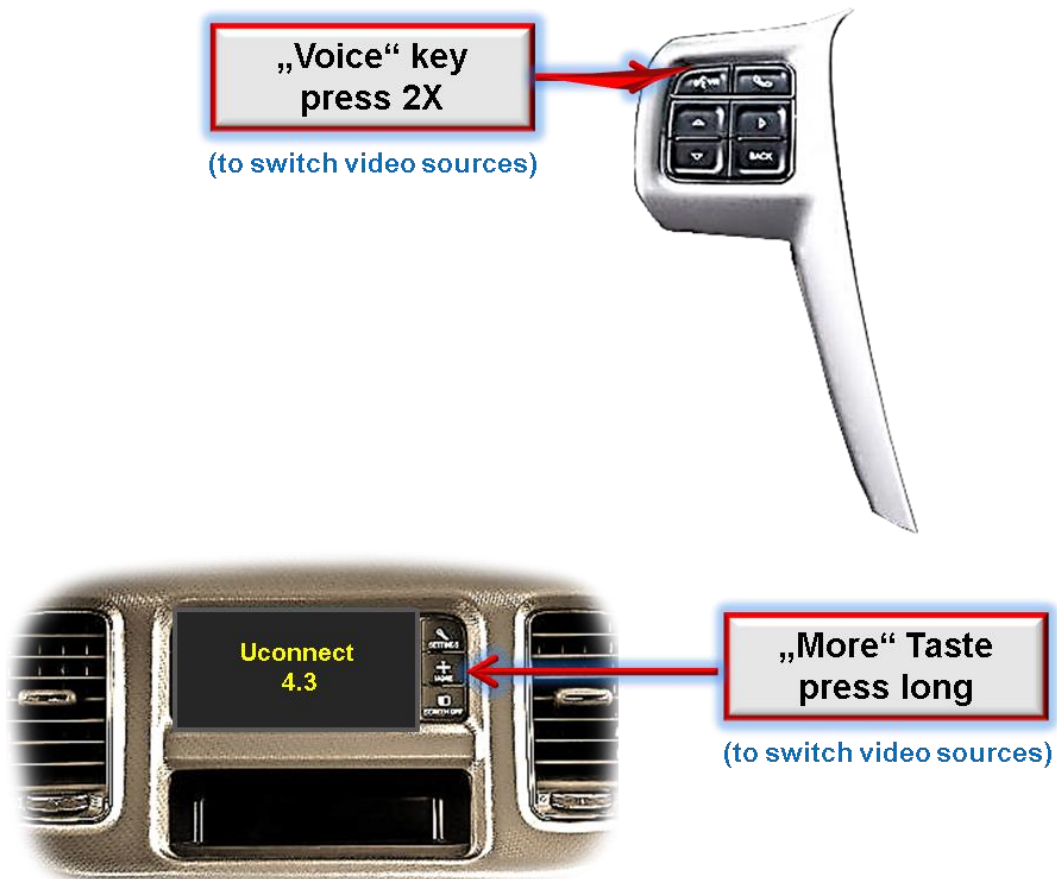 „Voice“ key
press 2X
(to switch video sources)
BACK
Uconnect
4.3
SETTINGS
MORE
SCREEN OFF
„More“ Taste
press long
(to switch video sources)